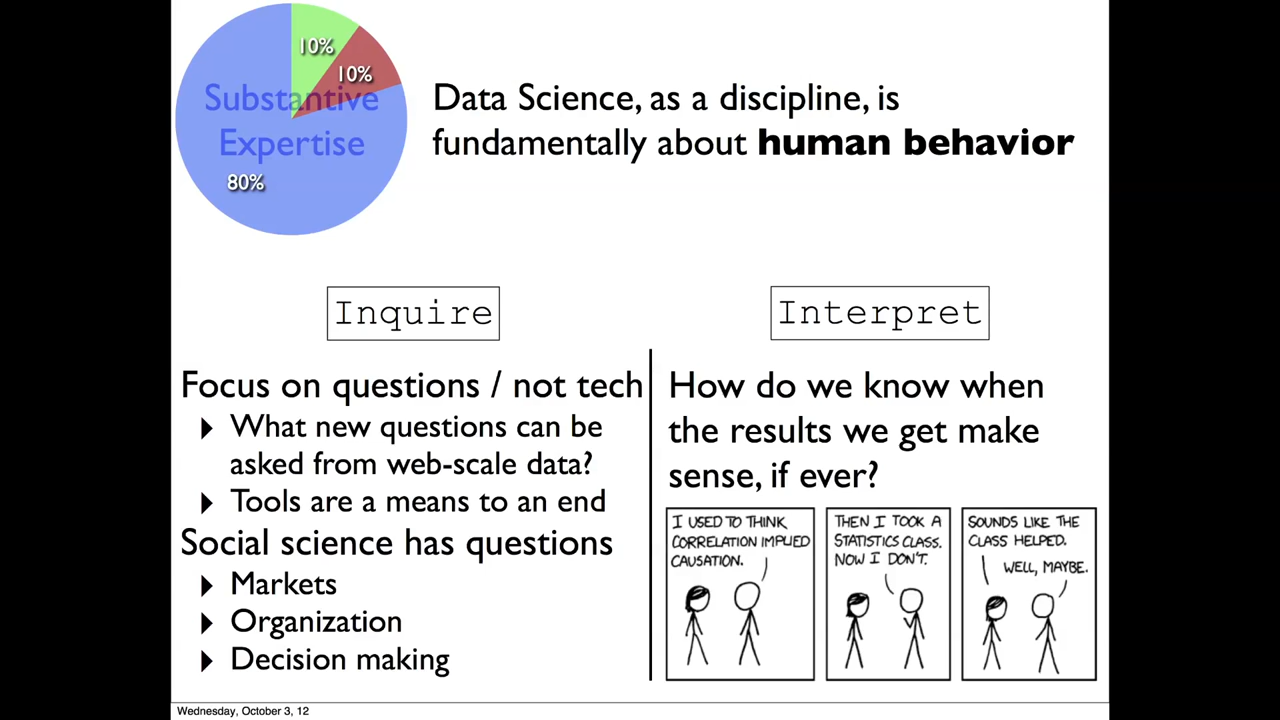 10%
10%
Substantive
Expertise
80%
Data Science, as a discipline, is
fundamentally about human behavior
Inquire
Focus on questions / not tech
What new questions can be
asked from web-scale data?
Tools are a means to an end
Social science has questions
Markets
Organization
Decision making
Interpret
How do we know when
the results we get make
sense, if ever?
I USED TO THINK
CORRELATION IMPLIED
CAUSATION.
THEN I TOOK A
STATISTICS CLASS.
NOW I DON'T.
SOUNDS LIKE THE
CLASS HELPED.
WELL, MAYBE.
Wednesday, October 3, 12